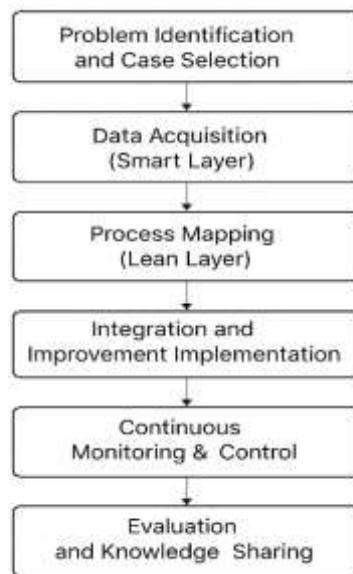 Problem Identification
and Case Selection
Data Acquisition
(Smart Layer)
Process Mapping
(Lean Layer)
Integration and
Improvement Implementation
Continuous
Monitoring & Control
Evaluation
and Knowledge Sharing